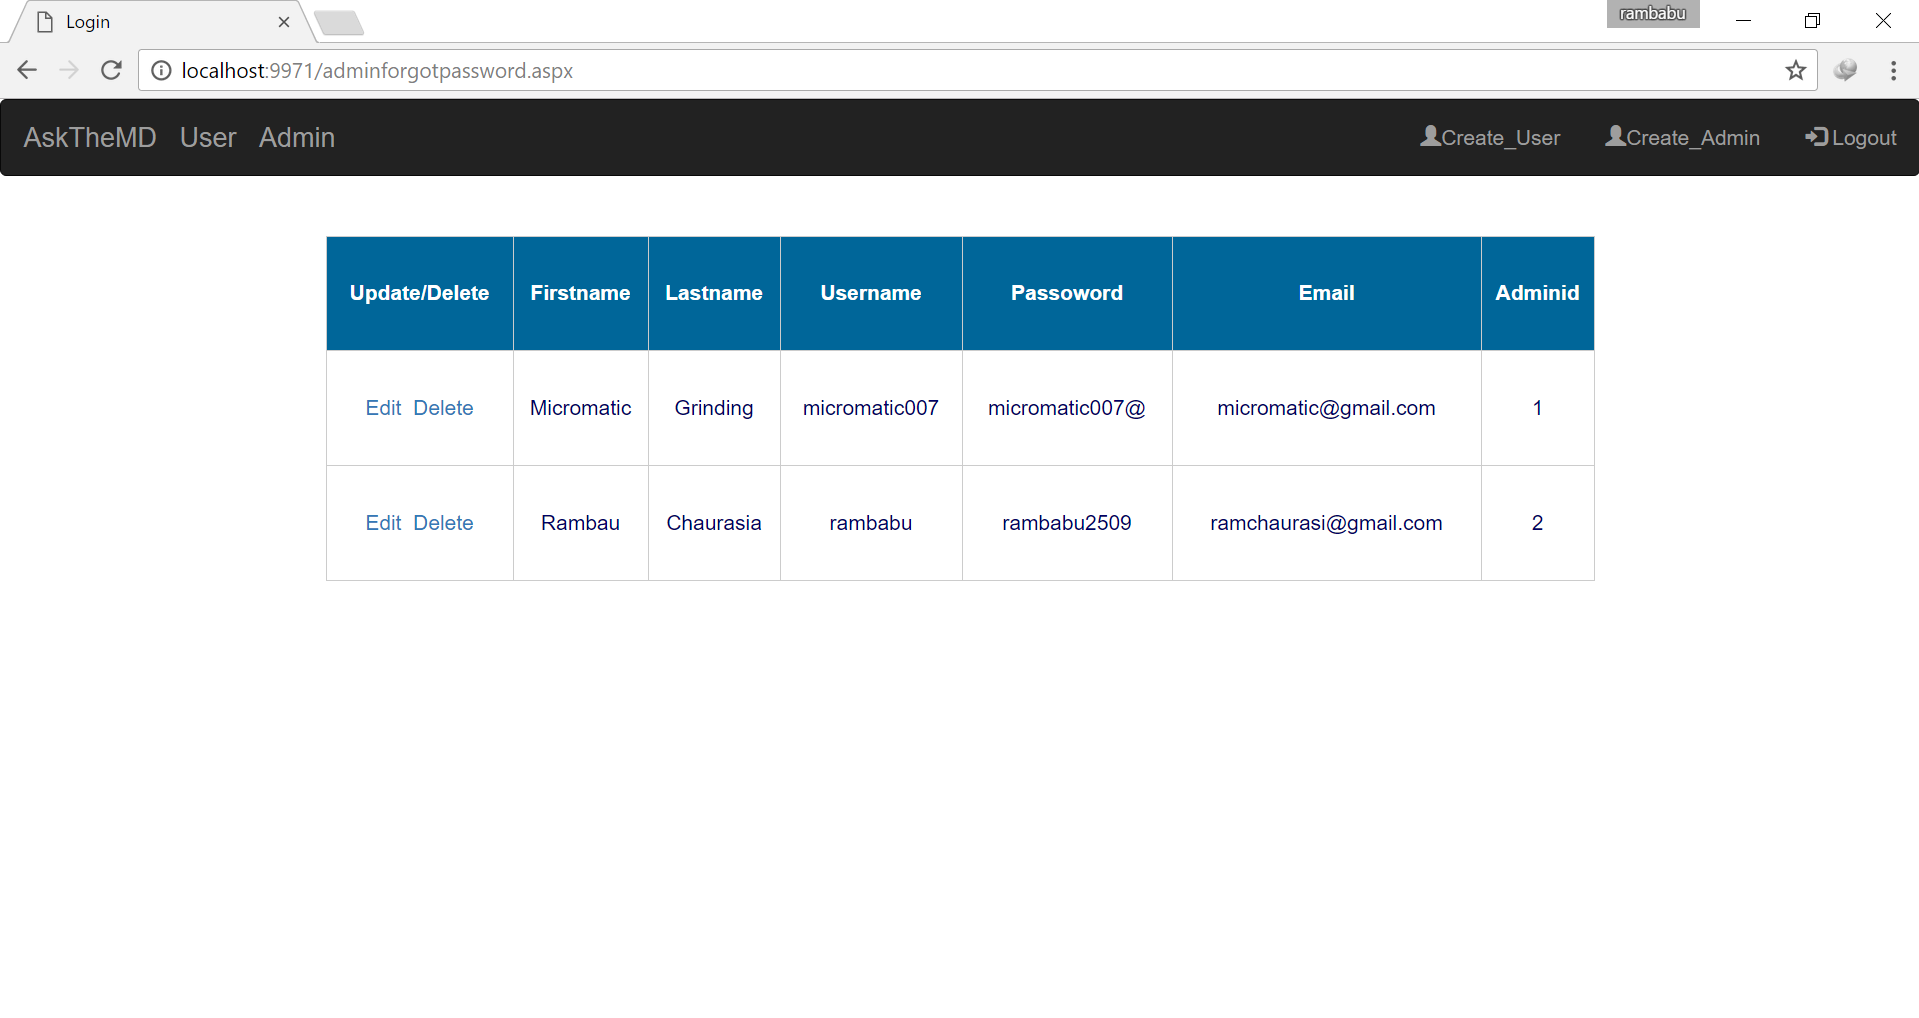 Login
rambabu
localhost:9971/adminforgotpassword.aspx
AskTheMD User Admin Create_User Create_Admin Logout
Update/Delete Firstname Lastname Username Passoword Email Adminid
Edit Delete Micromatic Grinding micromatic007 micromatic007@ micromatic@gmail.com 1
Edit Delete Rambau Chaurasia rambabu rambabu2509 ramchaurasi@gmail.com 2